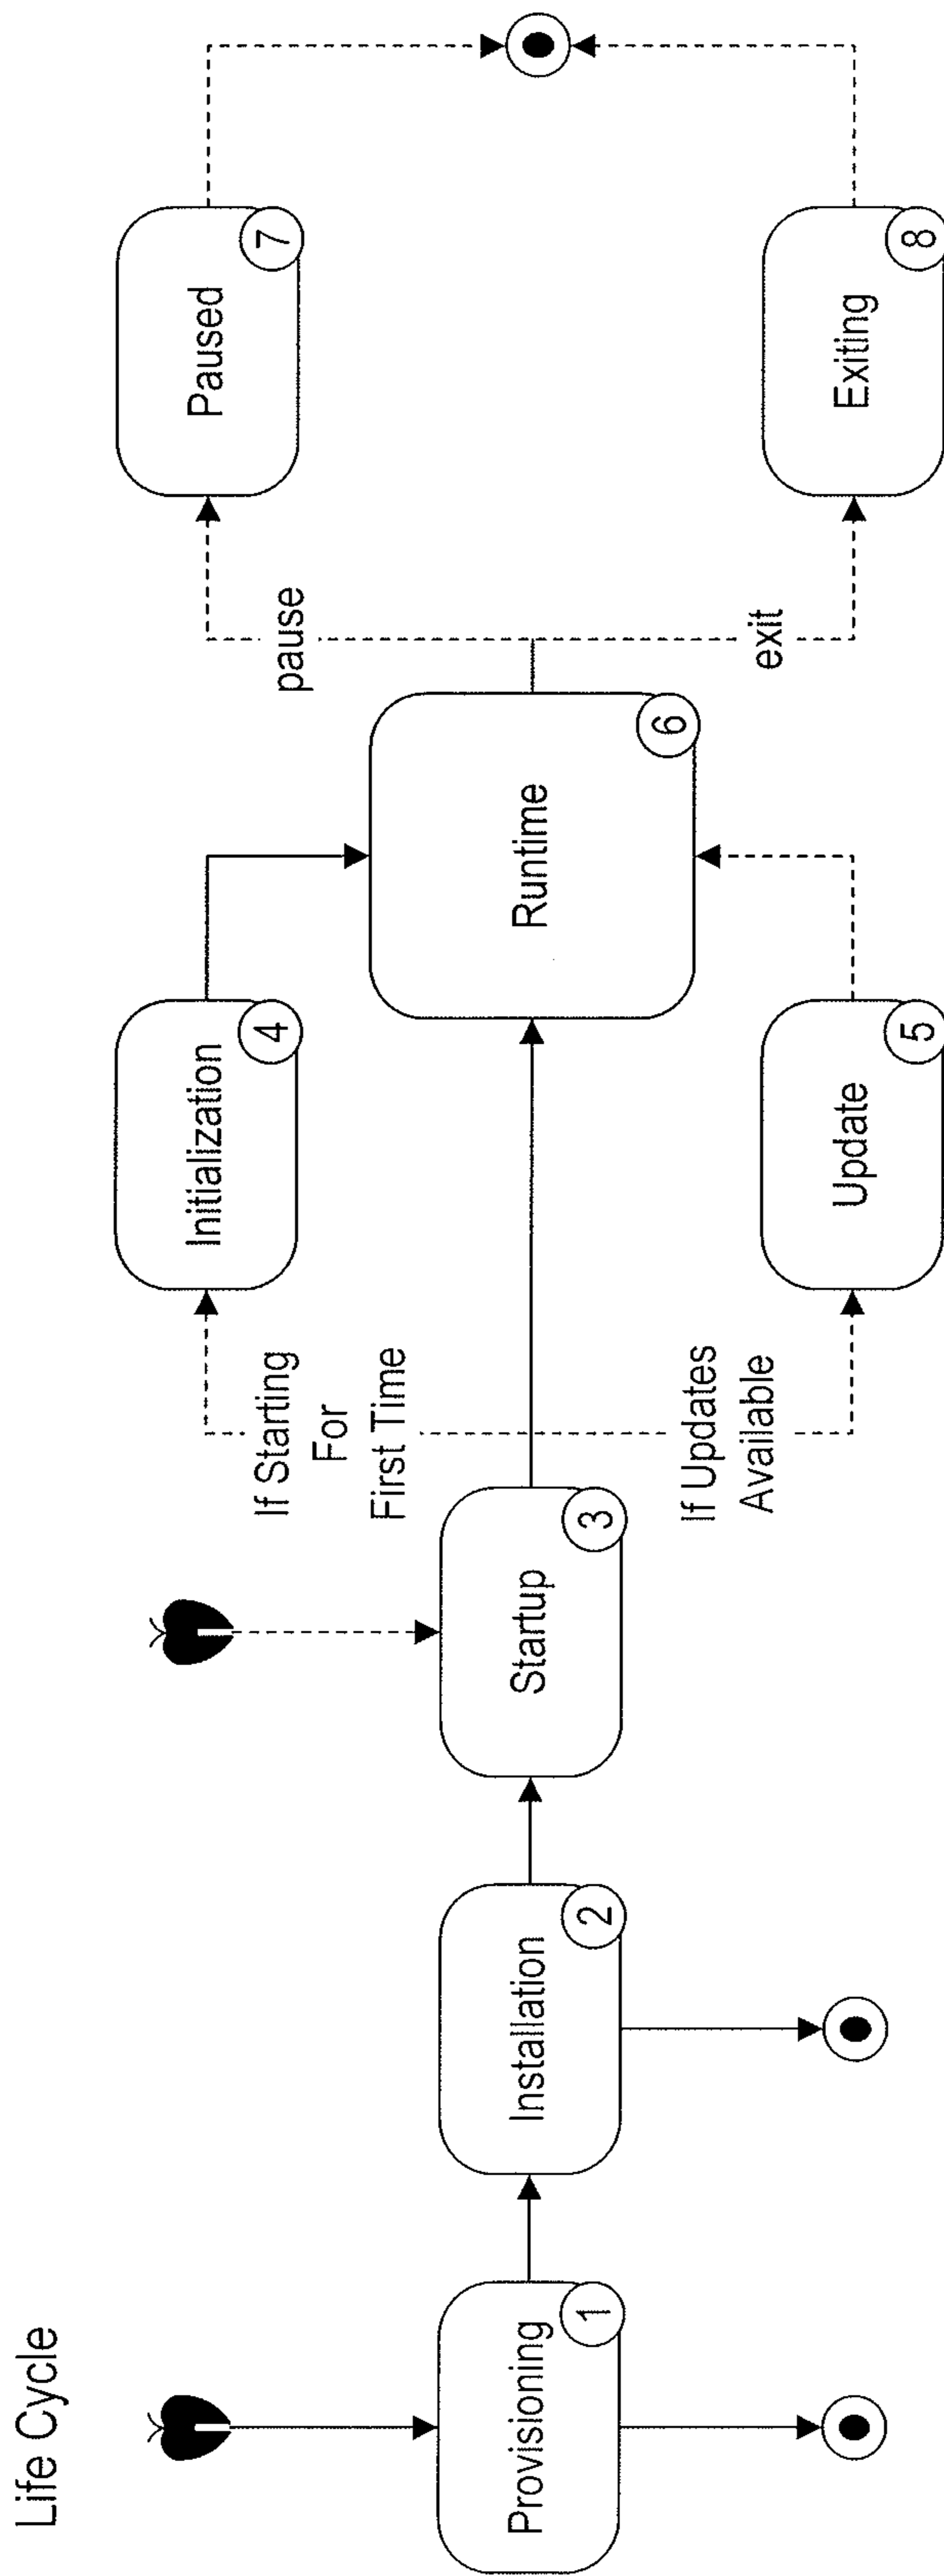 Life Cycle
Provisioning
1
Installation
2
Startup
3
If Starting
For
First Time
If Updates
Available
Initialization
4
Update
5
Runtime
6
pause
exit
Paused
7
Exiting
8